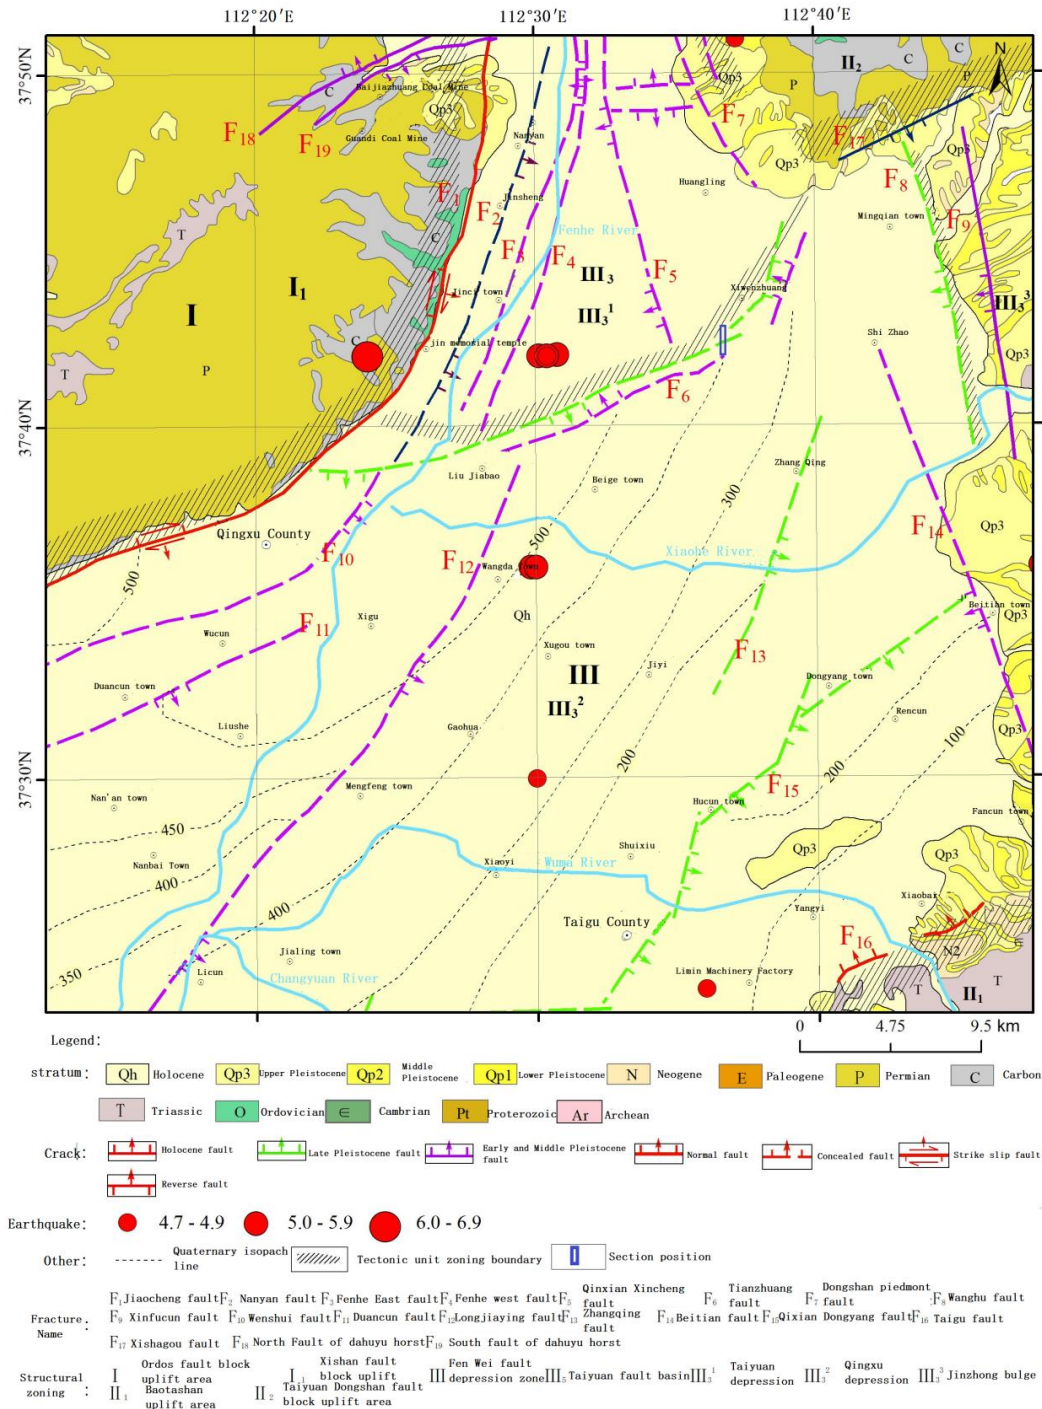 112°20′E 112°30′E 112°40′E
37°50′N
37°40′N
37°30′N
N
C
Baijiazhuang Coal Mine
Qp3
Guandi Coal Mine
F18
F19
Nanyan
Qp3
F7
P
II2
C
C
P
Qp3
F17
Qp3
Huangling
F8
Mingqian town
F9
F1
F2
Jinsheng
Fenhe River
F3
F4
F5
T
C
I
I1
III3
III3^1
Jinci town
Xiwenzhuang
III3^3
Shi Zhao
jin memorial temple
C
T
P
Qp3
F6
Liu Jiabao
Beige town
Zhang Qing
300
500
Qp3
F14
Qingxu County
F10
F12
Wangda Town
Xiaohe River
500
Qh
Beitian town
Qp3
F11
Xigu
Wucun
Xugou town
F13
III
III3^2
Jiyi
Dongyang town
Duancun town
Rencun
Liushe
Gaohua
200
100
Qp3
Nan'an town
Mengfeng town
200
F15
Hucun town
Fancun town
450
Nanbai Town
400
Xiaoyi
Wuma River
Shuixiu
Qp3
Qp3
400
Taigu County
Yangyi
Xiaobai
F16
N2
∈
350
Jialing town
Licun
Changyuan River
Limin Machinery Factory
T
T
II1
0 4.75 9.5 km
Legend:
stratum: Qh Holocene Qp3 Upper Pleistocene Qp2 Middle Pleistocene Qp1 Lower Pleistocene N Neogene E Paleogene P Permian C Carbon
T Triassic O Ordovician ∈ Cambrian Pt Proterozoic Ar Archean
Crack: Holocene fault Late Pleistocene fault Early and Middle Pleistocene fault Normal fault Concealed fault Strike slip fault
Reverse fault
Earthquake: 4.7 - 4.9 5.0 - 5.9 6.0 - 6.9
Other: Quaternary isopach line Tectonic unit zoning boundary Section position
Fracture Name
F1 Jiaocheng fault F2 Nanyan fault F3 Fenhe East fault F4 Fenhe west fault F5 Qinxian Xincheng fault F6 Tianzhuang fault F7 Dongshan piedmont fault F8 Wanghu fault
F9 Xinfucun fault F10 Wenshui fault F11 Duancun fault F12 Longjiaying fault F13 Zhangqing fault F14 Beitian fault F15 Qixian Dongyang fault F16 Taigu fault
F17 Xishagou fault F18 North Fault of dahuyu horst F19 South fault of dahuyu horst
Structural zoning:
I Ordos fault block uplift area I1 Xishan fault block uplift III Fen Wei fault depression zone III5 Taiyuan fault basin III3^1 Taiyuan depression III3^2 Qingxu depression III3^3 Jinzhong bulge
II1 Baotashan uplift area II2 Taiyuan Dongshan fault block uplift area